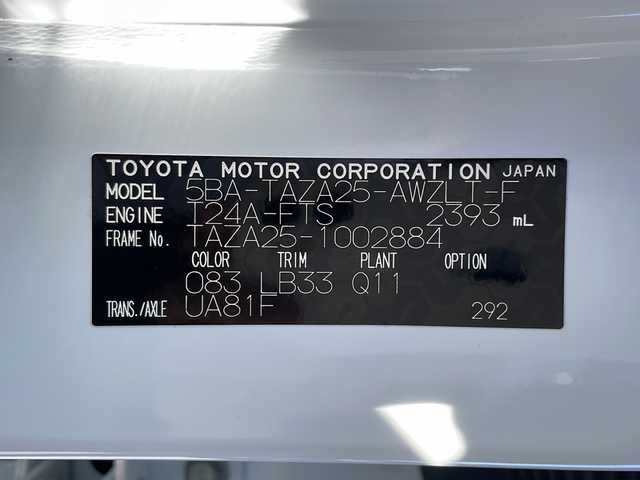 TOYOTA MOTOR CORPORATION JAPAN
MODEL 5BA-TAZA25-AWZLT-F
ENGINE T24A-FTS 2393 mL
FRAME No. TAZA25-1002884
COLOR TRIM PLANT OPTION
083 LB33 Q11
TRANS./AXLE UA81F 292